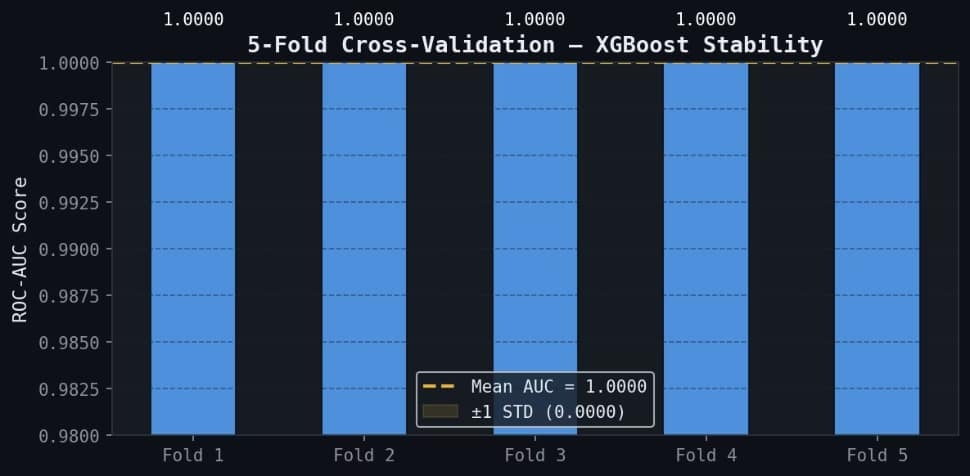 1.0000 1.0000 1.0000 1.0000 1.0000
5-Fold Cross-Validation — XGBoost Stability
1.0000
0.9975
0.9950
0.9925
0.9900
0.9875
0.9850
0.9825
0.9800
ROC-AUC Score
Mean AUC = 1.0000
±1 STD (0.0000)
Fold 1 Fold 2 Fold 3 Fold 4 Fold 5